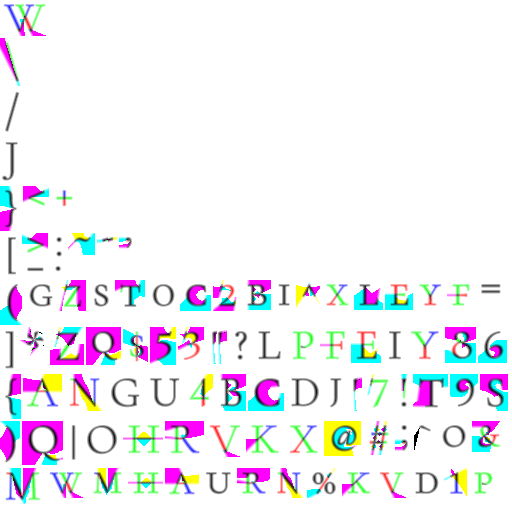 W
\
/
J
} < +
[ > _ : ~ - ,
( G Z S T O C 2 B I ^ X L E Y F =
] * Z Q $ 5 3 " ? L P F E I Y 8 6
{ A N G U 4 B C D J ' 7 ! T 9 S
) Q | O H R V K X @ # ; O &
M W M H A U R N % K V D 1 P